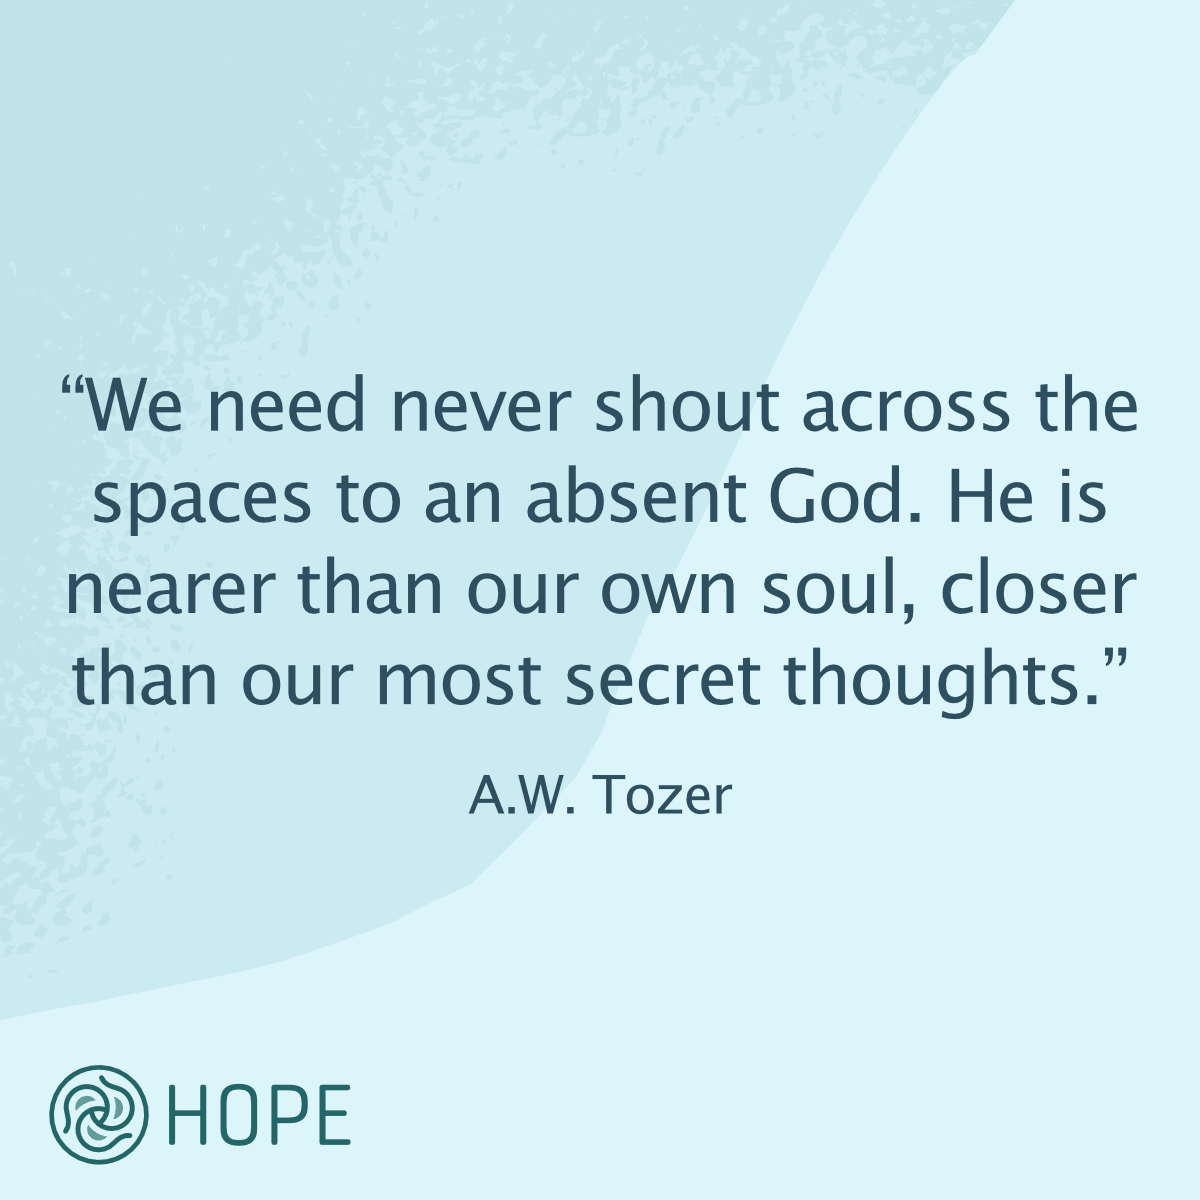 “We need never shout across the
spaces to an absent God. He is
nearer than our own soul, closer
than our most secret thoughts.”
A.W. Tozer
HOPE